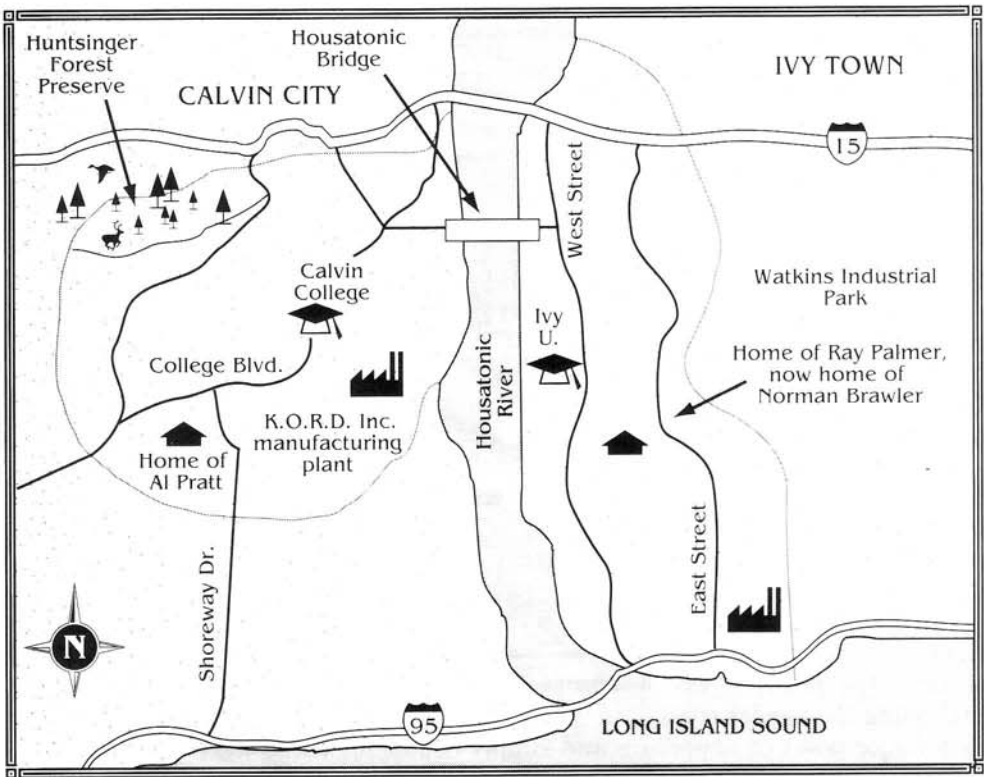 Huntsinger
Forest
Preserve
Housatonic
Bridge
CALVIN CITY
IVY TOWN
15
West Street
Calvin
College
Watkins Industrial
Park
Ivy
U.
College Blvd.
Housatonic
River
Home of Ray Palmer,
now home of
Norman Brawler
K.O.R.D. Inc.
manufacturing
plant
Home of
Al Pratt
East Street
Shoreway Dr.
N
95
LONG ISLAND SOUND